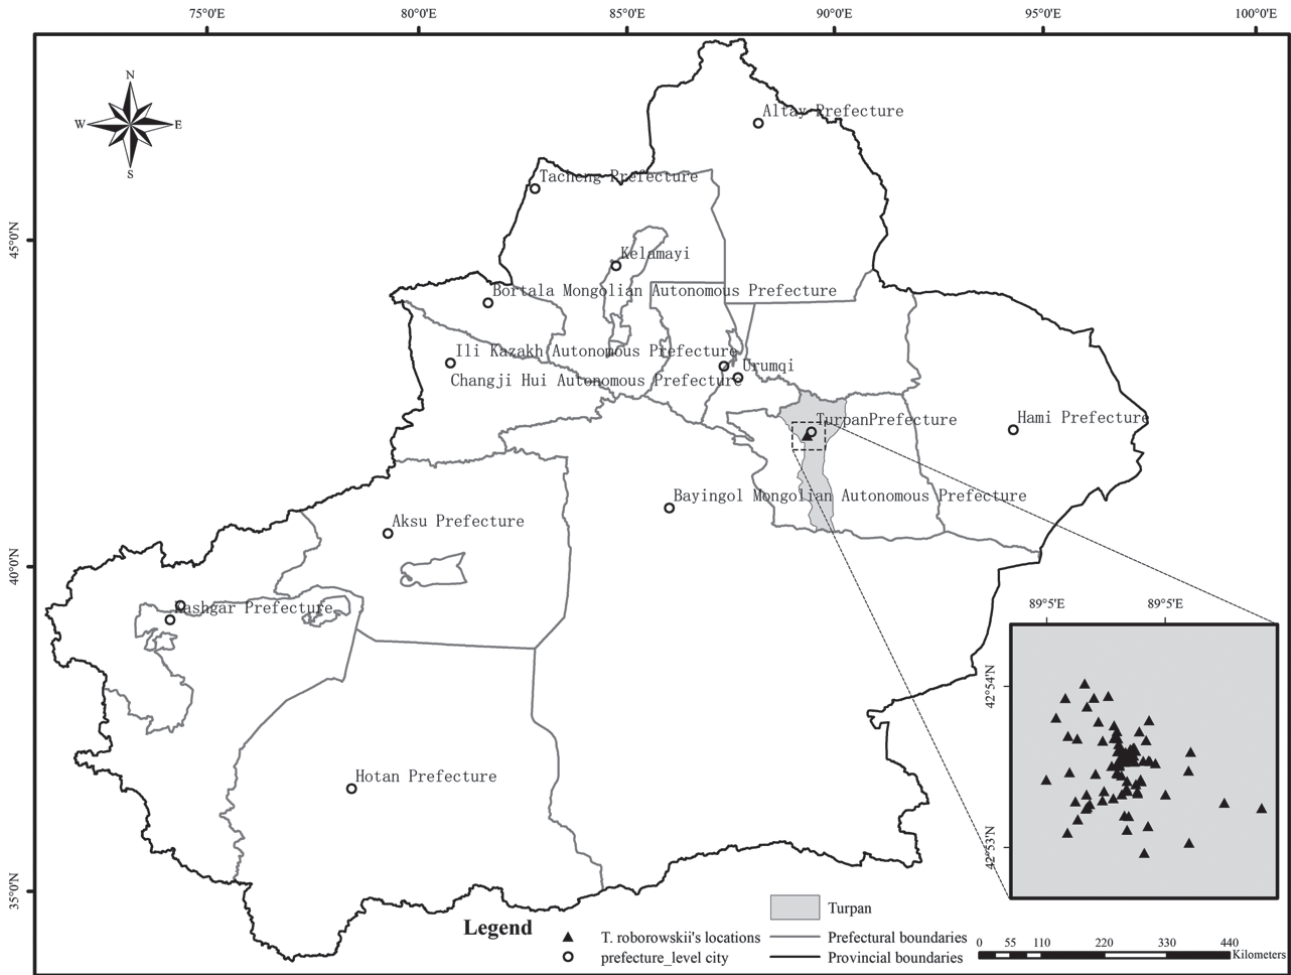 75°0'E 80°0'E 85°0'E 90°0'E 95°0'E 100°0'E
N
W E
S
45°0'N
40°0'N
35°0'N
Altay Prefecture
Tacheng Prefecture
Kelamayi
Bortala Mongolian Autonomous Prefecture
Ili Kazakh Autonomous Prefecture
Urumqi
Changji Hui Autonomous Prefecture
TurpanPrefecture
Hami Prefecture
Bayingol Mongolian Autonomous Prefecture
Aksu Prefecture
Kashgar Prefecture
Hotan Prefecture
89°5'E 89°5'E
42°54'N
42°53'N
Legend
Turpan
T. roborowskii's locations
Prefectural boundaries
prefecture_level city
Provincial boundaries
0 55 110 220 330 440
Kilometers